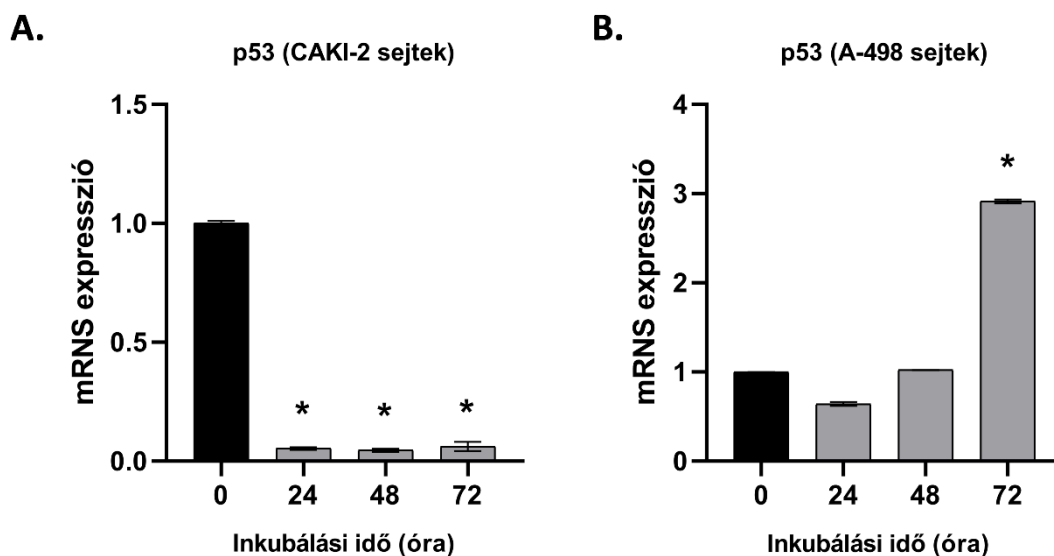 A.
p53 (CAKI-2 sejtek)
mRNS expresszió
1.5
1.0
0.5
0.0
*
*
*
0
24
48
72
Inkubálási idő (óra)
B.
p53 (A-498 sejtek)
mRNS expresszió
4
3
2
1
0
*
0
24
48
72
Inkubálási idő (óra)